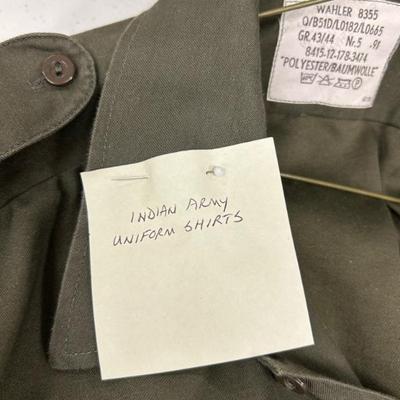 WAHLER 8355
Q/B51D/L0182/L0665
GR.43/44 Nr.5 .91
8415-12-178-3474
"POLYESTER/BAUMWOLLE"
INDIAN ARMY
UNIFORM SHIRTS